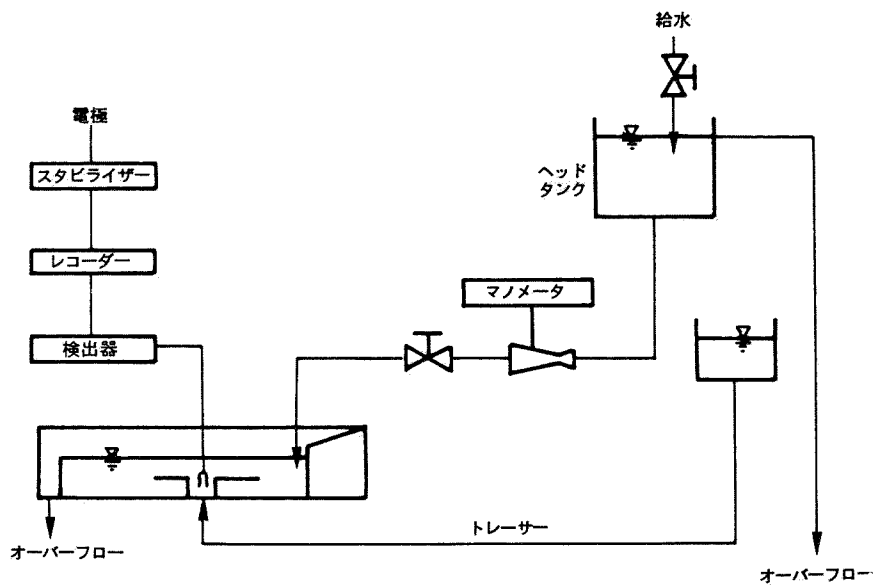 給水
電極
スタビライザー
ヘッド
タンク
レコーダー
マノメータ
検出器
トレーサー
オーバーフロー
オーバーフロー